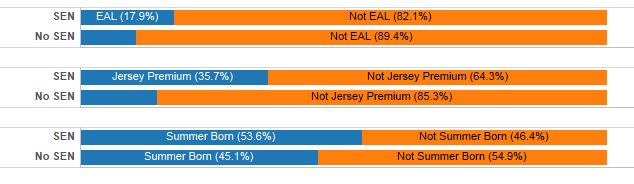 SEN EAL (17.9%) Not EAL (82.1%)
No SEN Not EAL (89.4%)
SEN Jersey Premium (35.7%) Not Jersey Premium (64.3%)
No SEN Not Jersey Premium (85.3%)
SEN Summer Born (53.6%) Not Summer Born (46.4%)
No SEN Summer Born (45.1%) Not Summer Born (54.9%)